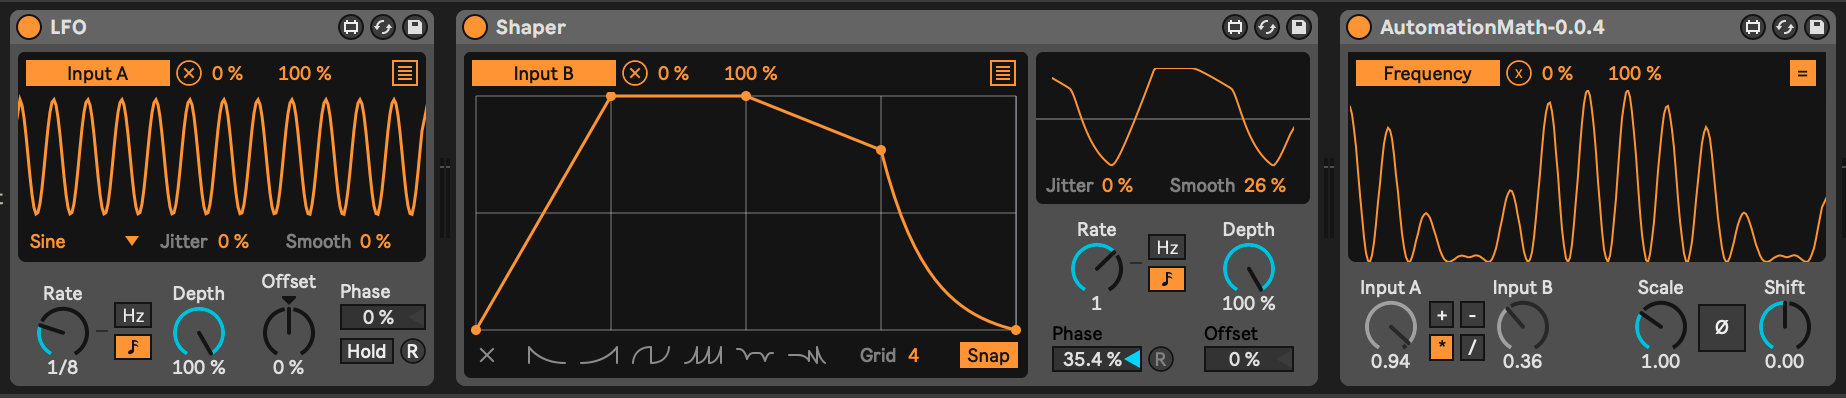 LFO
Input A 0 % 100 %
Sine Jitter 0 % Smooth 0 %
Rate
1/8
Hz
Depth
100 %
Offset
0 %
Phase
0 %
Hold R
Shaper
Input B 0 % 100 %
Grid 4 Snap
Jitter 0 % Smooth 26 %
Rate
1
Hz
Depth
100 %
Phase
35.4 % R
Offset
0 %
AutomationMath-0.0.4
Frequency x 0 % 100 % =
Input A
0.94
+ -
* /
Input B
0.36
Scale
1.00
Ø
Shift
0.00